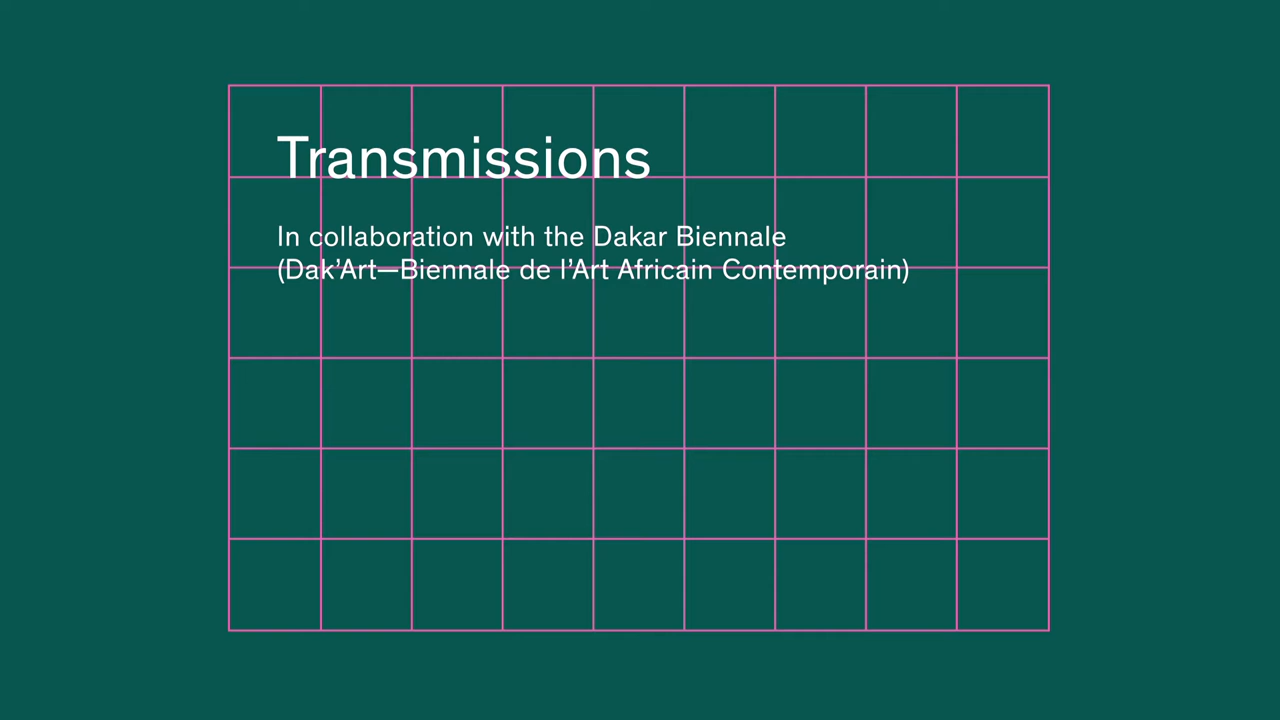 Transmissions
In collaboration with the Dakar Biennale
(Dak’Art—Biennale de l’Art Africain Contemporain)